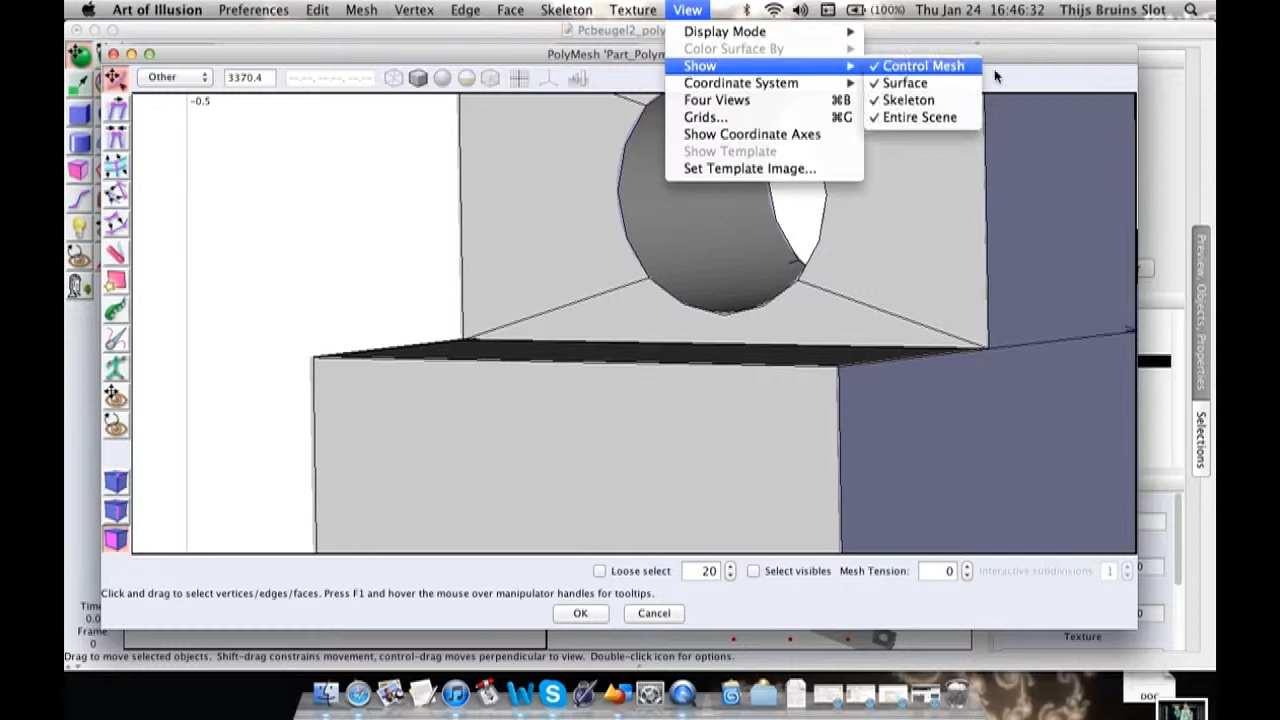 Art of Illusion Preferences Edit Mesh Vertex Edge Face Skeleton Texture View (100%) Thu Jan 24 16:46:32 Thijs Bruins Slot
Pcbeugel2_poly
PolyMesh 'Part_Polym
Display Mode
Color Surface By
Show
Coordinate System
Four Views ⌘B
Grids... ⌘G
Show Coordinate Axes
Show Template
Set Template Image...
✓ Control Mesh
✓ Surface
✓ Skeleton
✓ Entire Scene
Other 3370.4 --.--, --.--, --.--
-0.5
Preview, Objects, Properties
Selections
Loose select 20 Select visibles Mesh Tension: 0 Interactive subdivisions 1
Click and drag to select vertices/edges/faces. Press F1 and hover the mouse over manipulator handles for tooltips.
OK Cancel
Time
0.0
Frame:
0
0
0
Texture
Drag to move selected objects. Shift-drag constrains movement, control-drag moves perpendicular to view. Double-click icon for options.
DOC